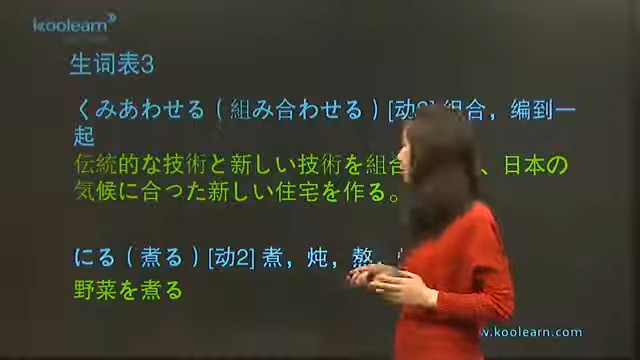 koolearn
生词表3
くみあわせる（組み合わせる）[动2] 组合，编到一
起
伝統的な技術と新しい技術を組合 、日本の
気候に合った新しい住宅を作る。
にる（煮る）[动2] 煮，炖，熬，
野菜を煮る
w.koolearn.com